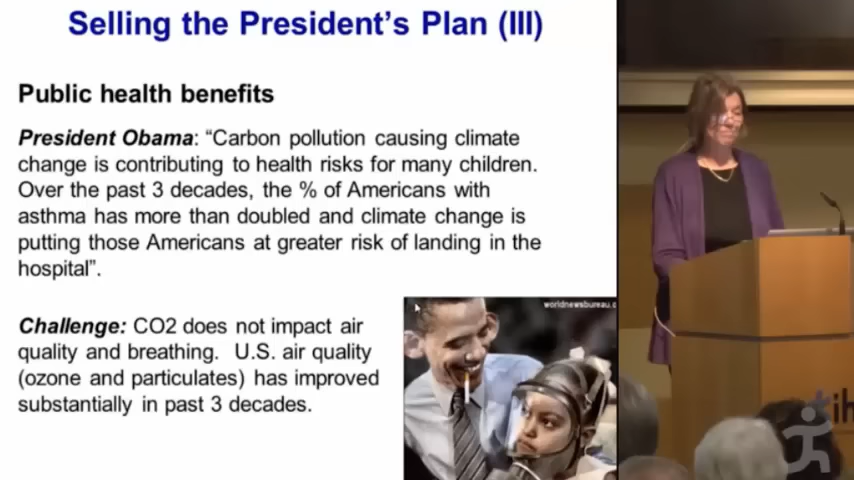 Selling the President's Plan (III)
Public health benefits
President Obama: “Carbon pollution causing climate
change is contributing to health risks for many children.
Over the past 3 decades, the % of Americans with
asthma has more than doubled and climate change is
putting those Americans at greater risk of landing in the
hospital”.
Challenge: CO2 does not impact air
quality and breathing. U.S. air quality
(ozone and particulates) has improved
substantially in past 3 decades.
worldnewsbureau.c
tih